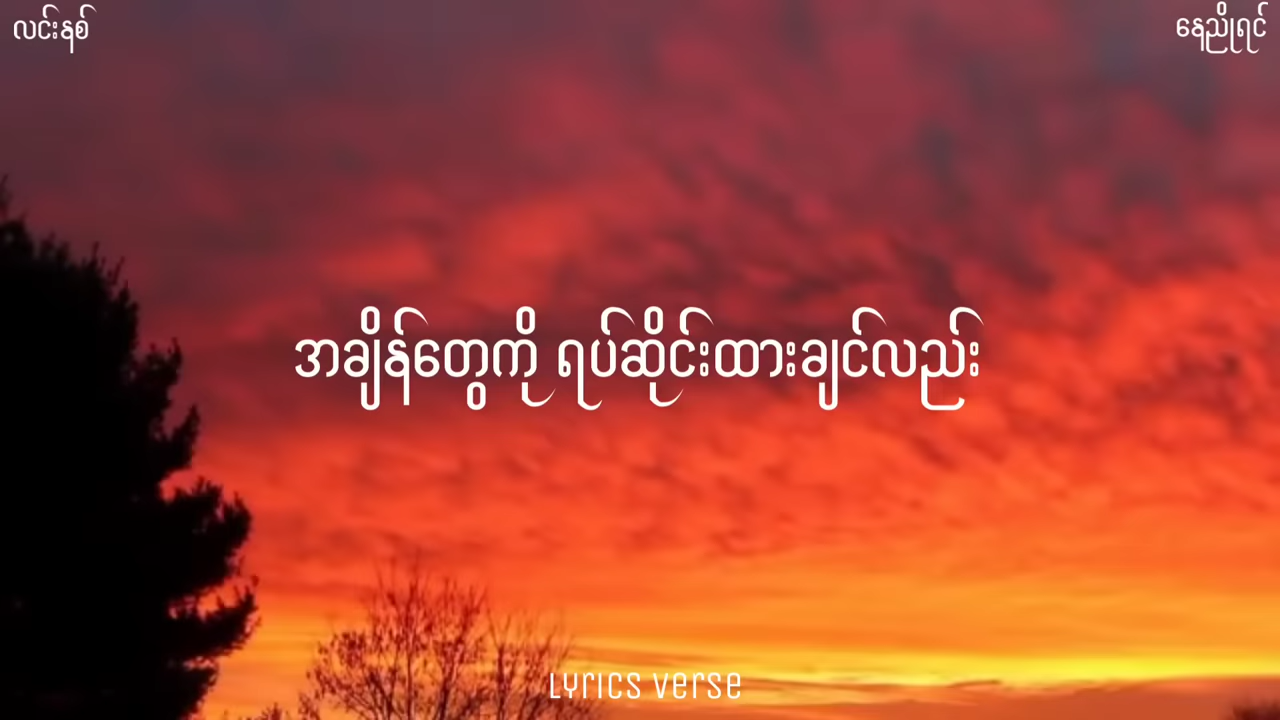 လင်းနစ်
နေညိုရင်
အချိန်တွေကို ရပ်ဆိုင်းထားချင်လည်း
Lyrics Verse